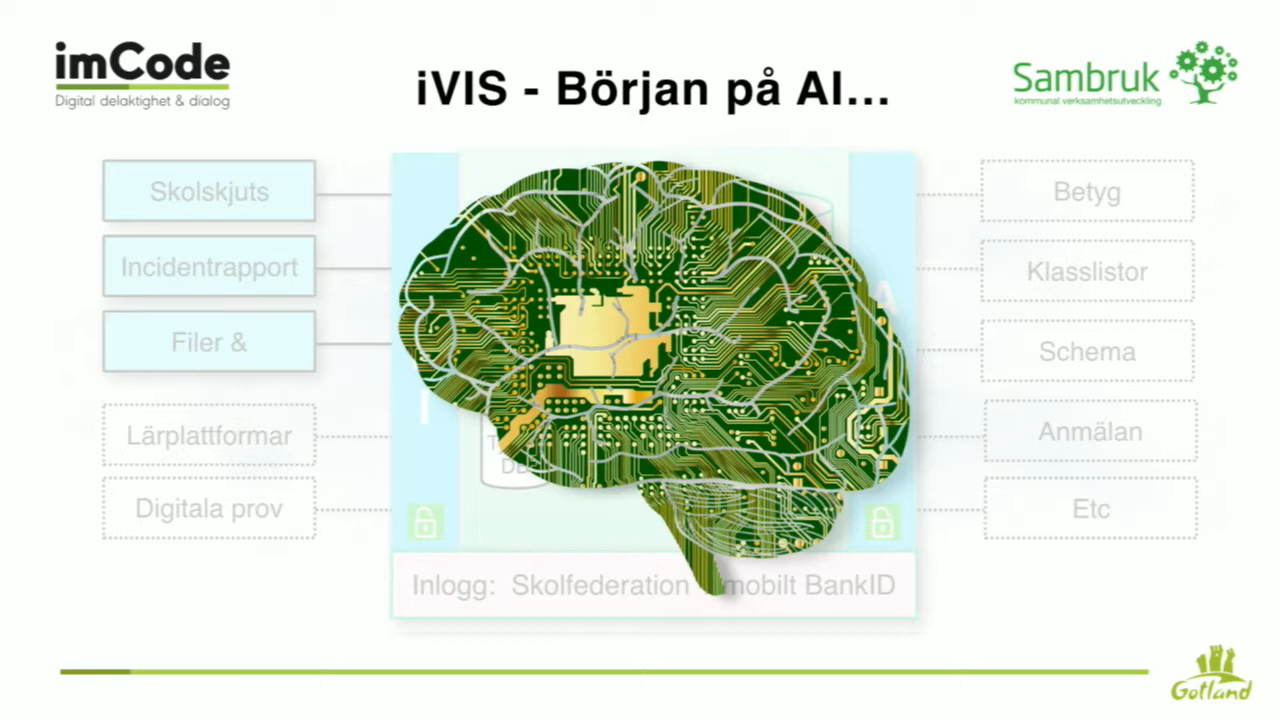 imCode
Digital delaktighet & dialog
iVIS - Början på AI...
Sambruk
kommunal verksamhetsutveckling
Skolskjuts
Incidentrapport
Filer &
Lärplattformar
Digitala prov
DB
Betyg
Klasslistor
Schema
Anmälan
Etc
Inlogg: Skolfederation mobilt BankID
Gotland